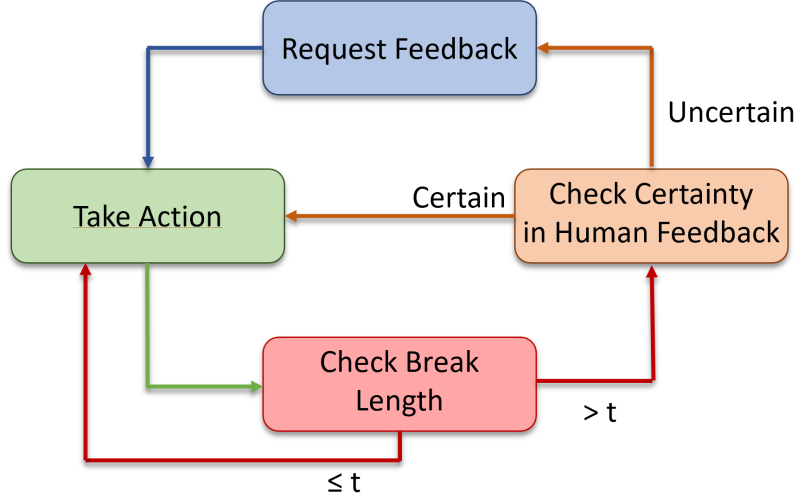 Request Feedback
Uncertain
Take Action
Certain
Check Certainty
in Human Feedback
Check Break
Length
> t
≤ t